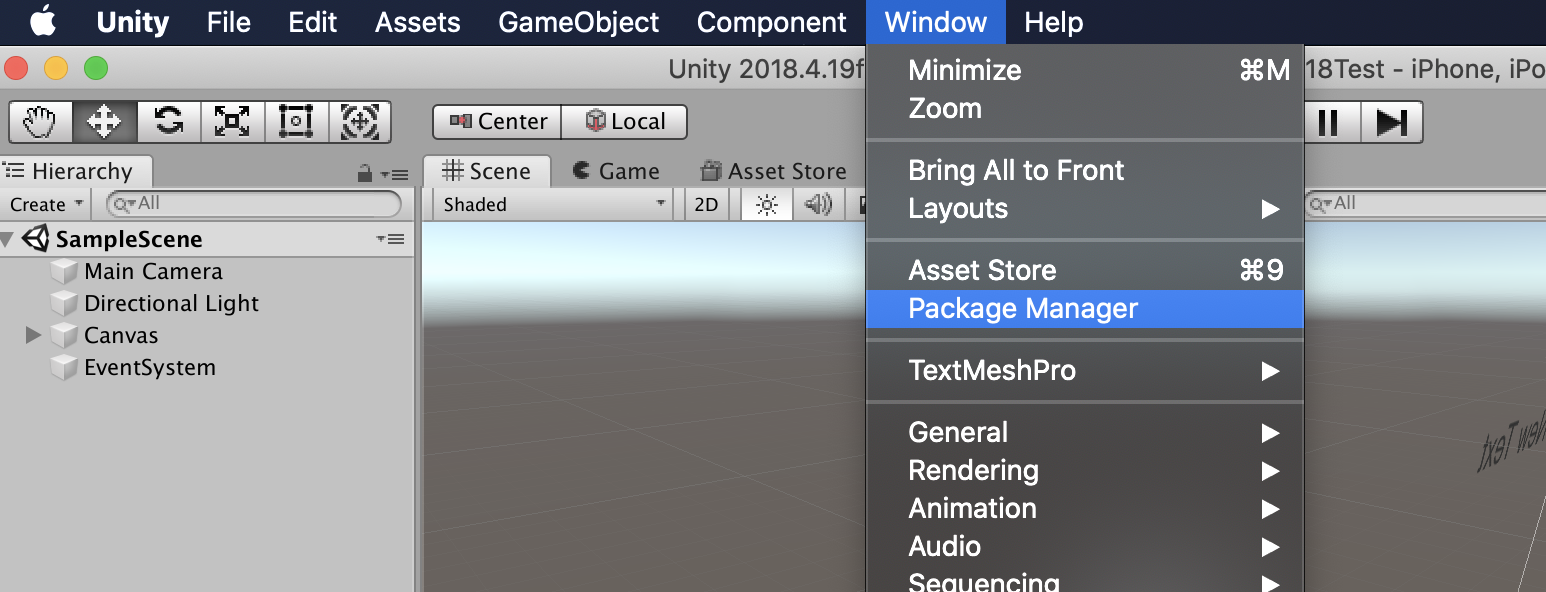 Unity File Edit Assets GameObject Component Window Help
Unity 2018.4.19f
18Test - iPhone, iPo
Minimize ⌘M
Zoom
Center Local
Bring All to Front
Layouts
Hierarchy
Scene Game Asset Store
Create All
Shaded 2D
All
SampleScene
Main Camera
Directional Light
Canvas
EventSystem
Asset Store ⌘9
Package Manager
TextMeshPro
General
Rendering
Animation
Audio
Sequencing
New Text